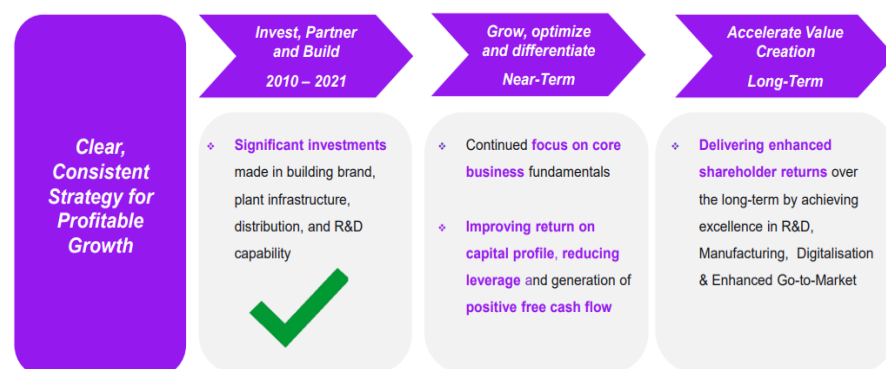 Clear,
Consistent
Strategy for
Profitable
Growth
Invest, Partner
and Build
2010 – 2021
❖ Significant investments
made in building brand,
plant infrastructure,
distribution, and R&D
capability
Grow, optimize
and differentiate
Near-Term
❖ Continued focus on core
business fundamentals
❖ Improving return on
capital profile, reducing
leverage and generation of
positive free cash flow
Accelerate Value
Creation
Long-Term
❖ Delivering enhanced
shareholder returns over
the long-term by achieving
excellence in R&D,
Manufacturing, Digitalisation
& Enhanced Go-to-Market